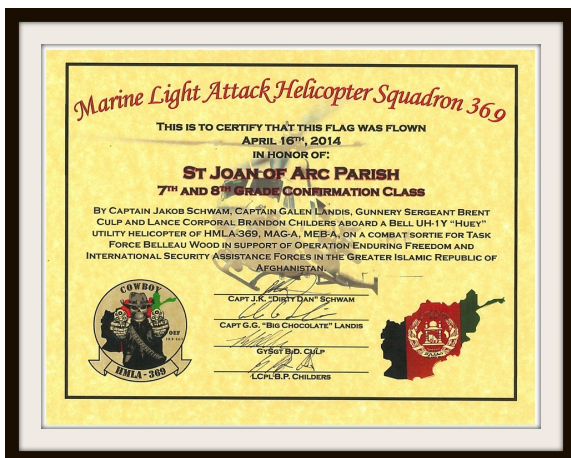 Marine Light Attack Helicopter Squadron 369
THIS IS TO CERTIFY THAT THIS FLAG WAS FLOWN
APRIL 16TH, 2014
IN HONOR OF:
ST JOAN OF ARC PARISH
7TH AND 8TH GRADE CONFIRMATION CLASS
BY CAPTAIN JAKOB SCHWAM, CAPTAIN GALEN LANDIS, GUNNERY SERGEANT BRENT
CULP AND LANCE CORPORAL BRANDON CHILDERS ABOARD A BELL UH-1Y "HUEY"
UTILITY HELICOPTER OF HMLA-369, MAG-A, MEB-A, ON A COMBAT SORTIE FOR TASK
FORCE BELLEAU WOOD IN SUPPORT OF OPERATION ENDURING FREEDOM AND
INTERNATIONAL SECURITY ASSISTANCE FORCES IN THE GREATER ISLAMIC REPUBLIC OF
AFGHANISTAN.
CAPT J.K. "DIRTY DAN" SCHWAM
CAPT G.G. "BIG CHOCOLATE" LANDIS
GYSGT B.D. CULP
LCPL B.P. CHILDERS
COWBOY
OEF
HMLA-369